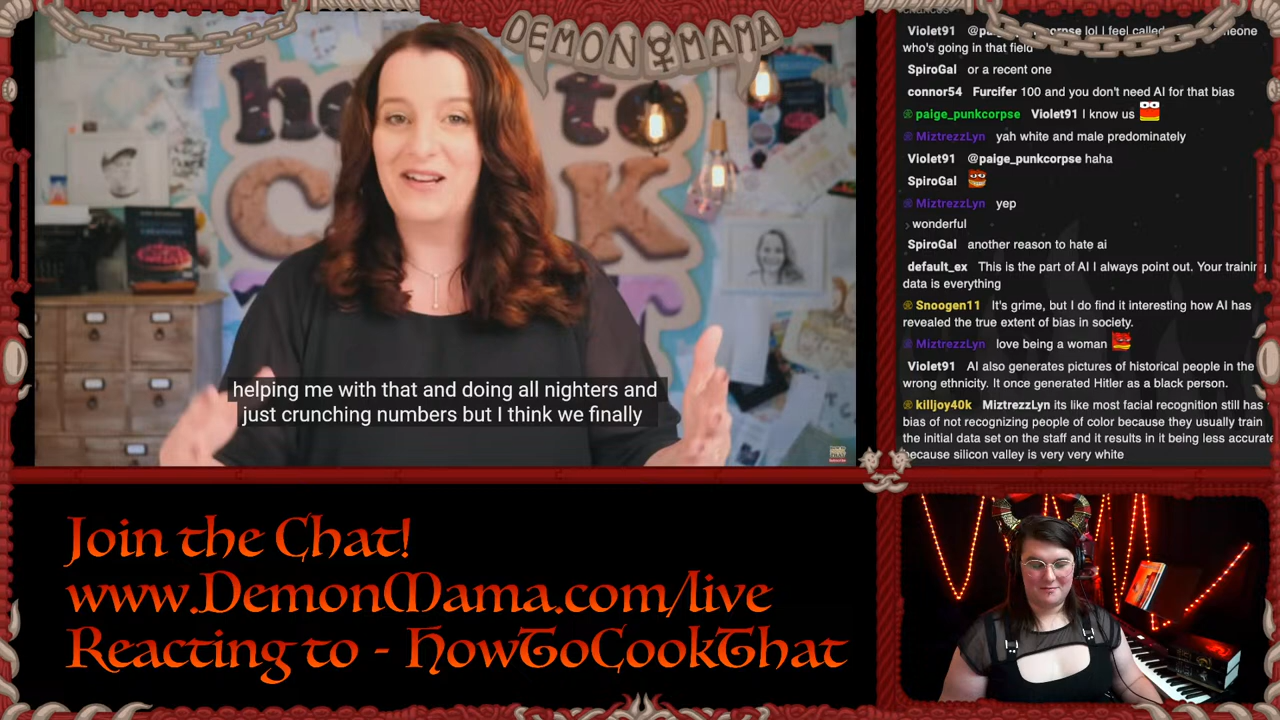 DEMON MAMA
how to
COOK
helping me with that and doing all nighters and
just crunching numbers but I think we finally
Violet91 lol I feel called
who's going in that field
SpiroGal or a recent one
connor54 Furcifer 100 and you don't need AI for that bias
paige_punkcorpse Violet91 I know us
MiztrezzLyn yah white and male predominately
Violet91 @paige_punkcorpse haha
SpiroGal
MiztrezzLyn yep
wonderful
SpiroGal another reason to hate ai
default_ex This is the part of AI I always point out. Your training
data is everything
Snoogen11 It's grime, but I do find it interesting how AI has
revealed the true extent of bias in society.
MiztrezzLyn love being a woman
Violet91 AI also generates pictures of historical people in the
wrong ethnicity. It once generated Hitler as a black person.
killjoy40k MiztrezzLyn its like most facial recognition still has
bias of not recognizing people of color because they usually train
the initial data set on the staff and it results in it being less accurate
because silicon valley is very very white
Join the Chat!
www.DemonMama.com/live
Reacting to - HowToCookThat